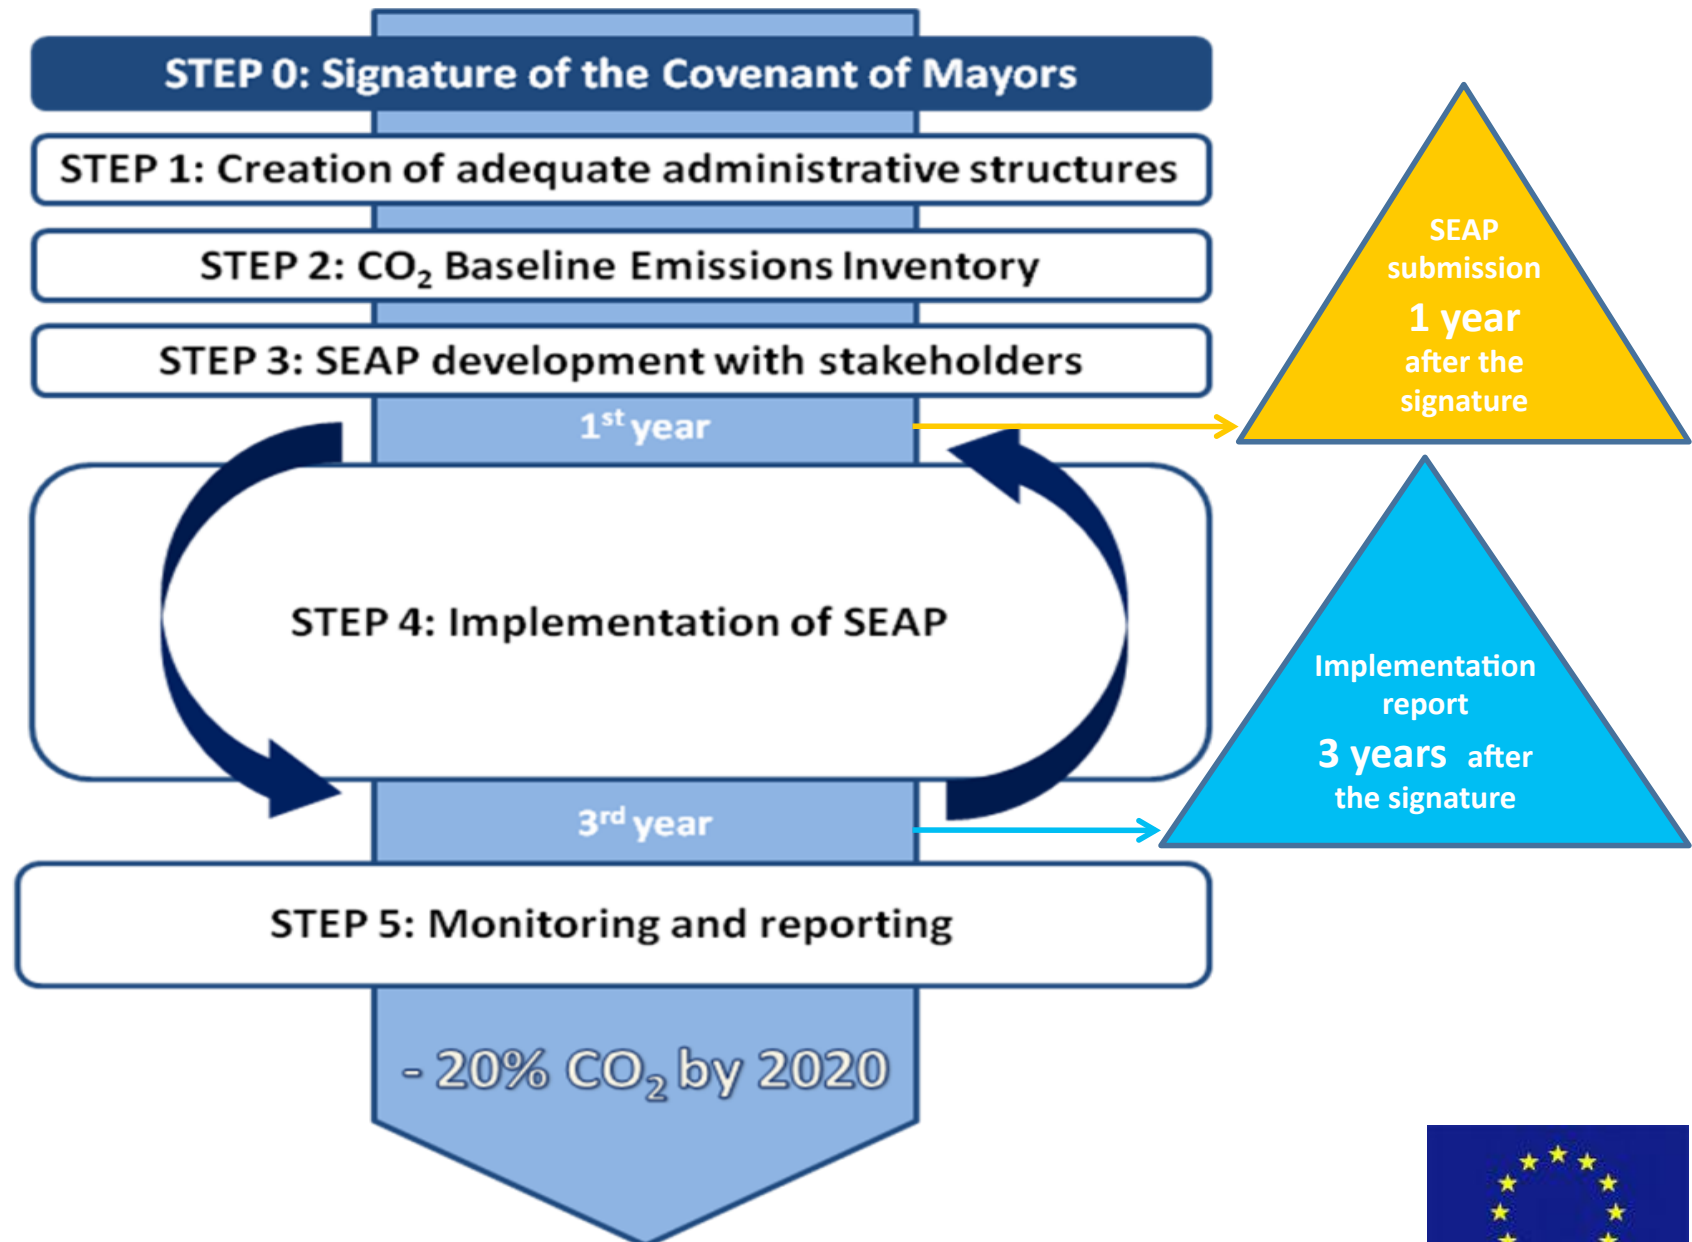 STEP 0: Signature of the Covenant of Mayors
STEP 1: Creation of adequate administrative structures
STEP 2: CO₂ Baseline Emissions Inventory
STEP 3: SEAP development with stakeholders
1st year
SEAP
submission
1 year
after the
signature
STEP 4: Implementation of SEAP
3rd year
Implementation
report
3 years after
the signature
STEP 5: Monitoring and reporting
- 20% CO₂ by 2020